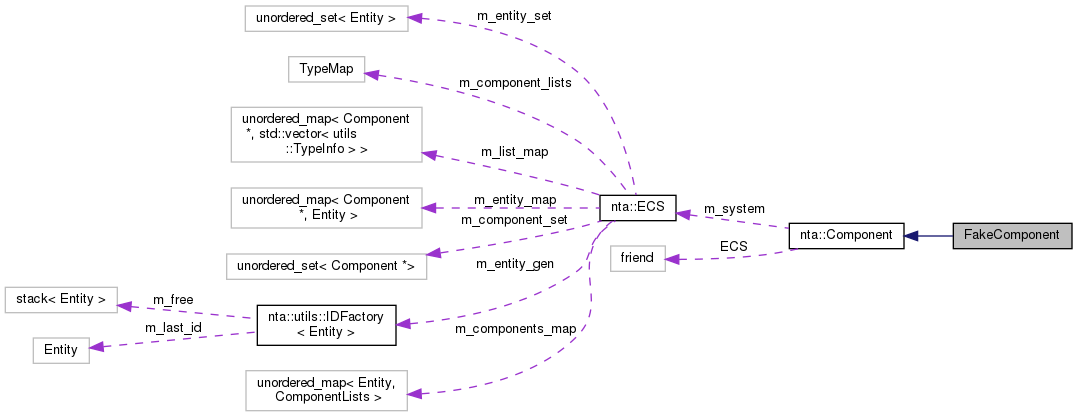 unordered_set< Entity >
m_entity_set
TypeMap
m_component_lists
unordered_map< Component
*, std::vector< utils
::TypeInfo > >
m_list_map
unordered_map< Component
*, Entity >
m_entity_map
nta::ECS
m_system
m_component_set
nta::Component
FakeComponent
unordered_set< Component *>
m_entity_gen
friend
ECS
stack< Entity >
m_free
nta::utils::IDFactory
< Entity >
m_last_id
Entity
m_components_map
unordered_map< Entity,
ComponentLists >